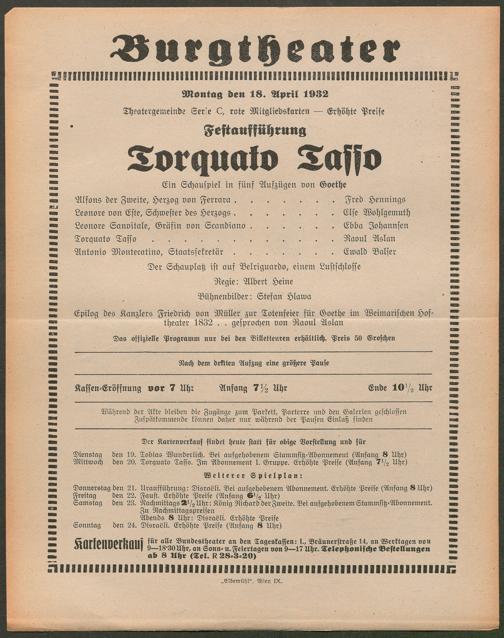 Burgtheater
Montag den 18. April 1932
Theatergemeinde Serie C, rote Mitgliedskarten — Erhöhte Preise
Festaufführung
Torquato Tasso
Ein Schauspiel in fünf Aufzügen von Goethe
Alfons der Zweite, Herzog von Ferrara . . . . . . . Fred Hennings
Leonore von Este, Schwester des Herzogs . . . . . . . Else Wohlgemuth
Leonore Sanvitale, Gräfin von Scandiano . . . . . . Ebba Johannsen
Torquato Tasso . . . . . . . . . . . Raoul Aslan
Antonio Montecatino, Staatssekretär . . . . . . . Ewald Balser
Der Schauplatz ist auf Belriguardo, einem Lustschlosse
Regie: Albert Heine
Bühnenbilder: Stefan Hlawa
Epilog des Kanzlers Friedrich von Müller zur Totenfeier für Goethe im Weimarischen Hof-
theater 1832 . . gesprochen von Raoul Aslan
Das offizielle Programm nur bei den Billetteuren erhältlich. Preis 50 Groschen
Nach dem dritten Aufzug eine größere Pause
Kassen-Eröffnung vor 7 Uhr Anfang 7½ Uhr Ende 10½ Uhr
Während der Akte bleiben die Zugänge zum Parkett, Parterre und den Galerien geschlossen
Zuspätkommende können daher nur während der Pausen Einlaß finden
Der Kartenverkauf findet heute statt für obige Vorstellung und für
Dienstag den 19. Tobias Wunderlich. Bei aufgehobenem Stammsitz-Abonnement (Anfang 8 Uhr)
Mittwoch den 20. Torquato Tasso. Im Abonnement 1. Gruppe. Erhöhte Preise (Anfang 7½ Uhr)
Weiterer Spielplan:
Donnerstag den 21. Uraufführung: Disraeli. Bei aufgehobenem Abonnement. Erhöhte Preise (Anfang 8 Uhr)
Freitag den 22. Faust. Erhöhte Preise (Anfang 6½ Uhr)
Samstag den 23. Nachmittags 2½ Uhr: König Richard der Zweite. Bei aufgehobenem Stammsitz-Abonnement.
Zu Nachmittagspreisen
Abends 8 Uhr: Disraeli. Erhöhte Preise
Sonntag den 24. Disraeli. Erhöhte Preise (Anfang 8 Uhr)
Kartenverkauf für alle Bundestheater an den Tageskassen: I., Bräunerstraße 14, an Werktagen von
9—18·30 Uhr, an Sonn- u. Feiertagen von 9—17 Uhr. Telephonische Bestellungen
ab 8 Uhr (Tel. R 28-3-20)
„Elbemühl“, Wien IX.